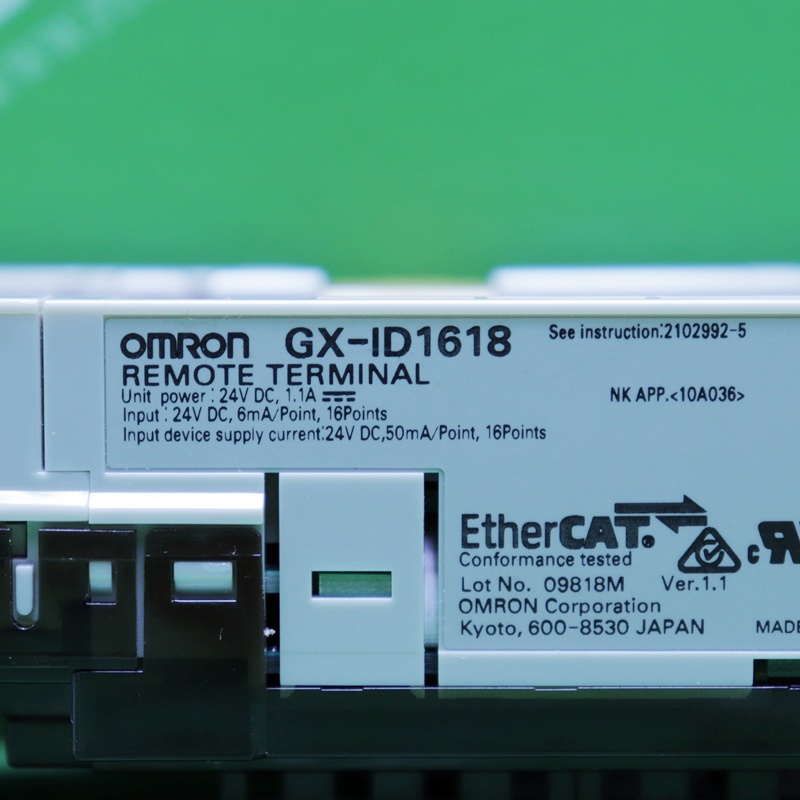 OMRON GX-ID1618 See instruction:2102992-5
REMOTE TERMINAL
Unit power : 24V DC, 1.1A NK APP.<10A036>
Input : 24V DC, 6mA/Point, 16Points
Input device supply current:24V DC,50mA/Point, 16Points
EtherCAT®
Conformance tested
Lot No. 09818M Ver.1.1
OMRON Corporation
Kyoto, 600-8530 JAPAN MADE